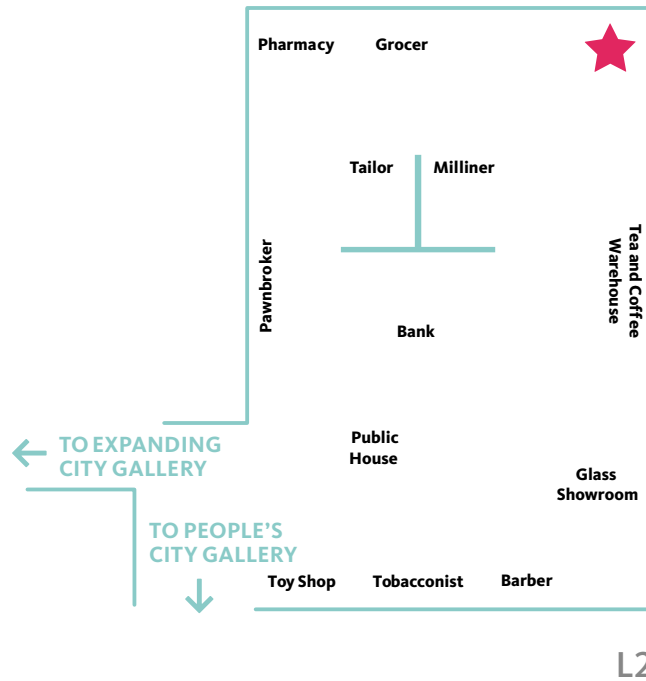 Pharmacy
Grocer
Tailor
Milliner
Pawnbroker
Tea and Coffee
Warehouse
Bank
TO EXPANDING
CITY GALLERY
Public
House
Glass
Showroom
TO PEOPLE'S
CITY GALLERY
Toy Shop
Tobacconist
Barber
L2